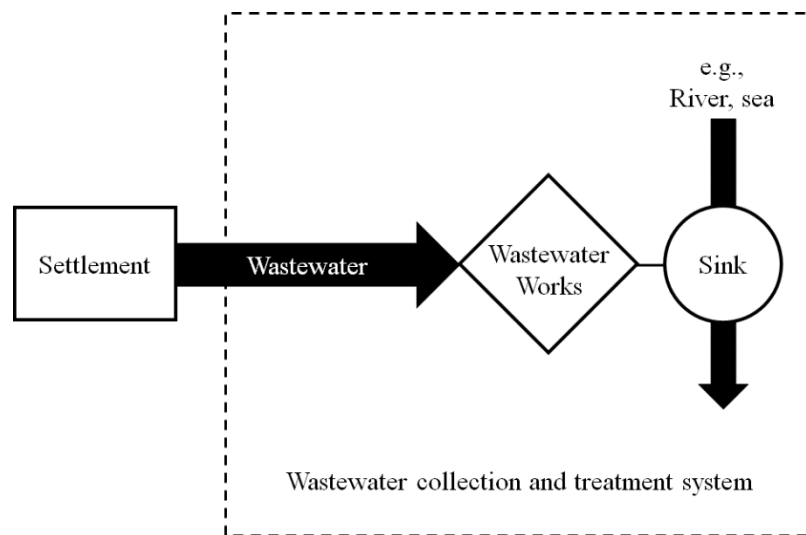 e.g.,
River, sea
Settlement
Wastewater
Wastewater
Works
Sink
Wastewater collection and treatment system